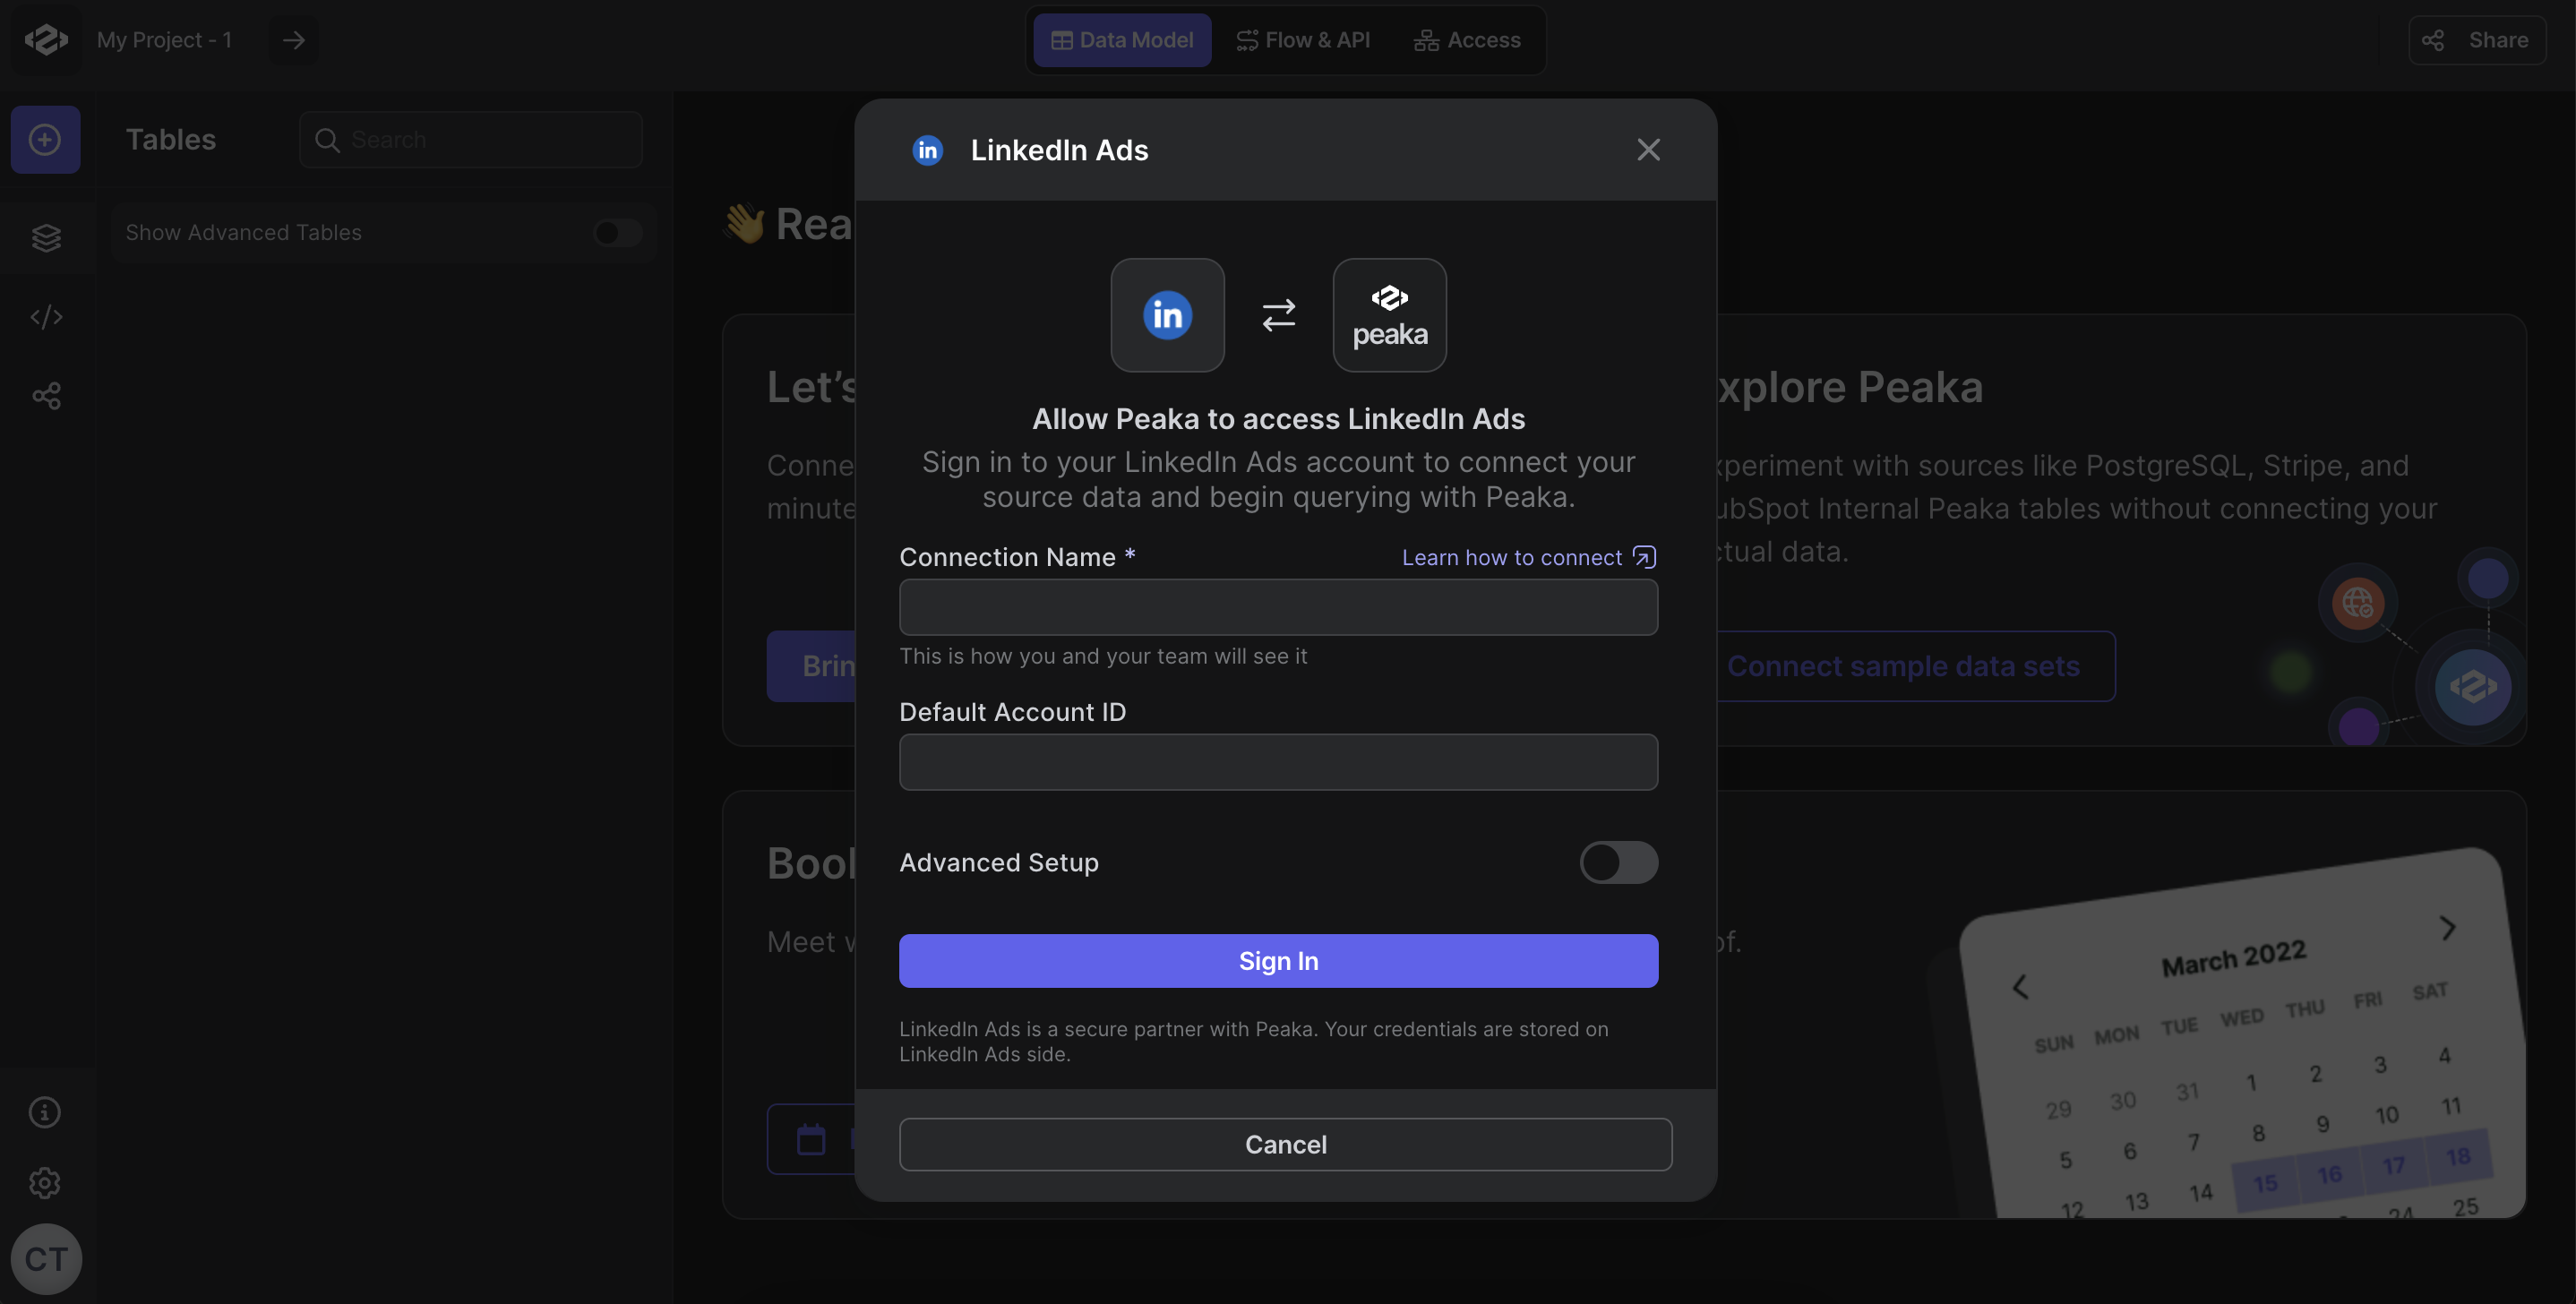 My Project - 1
Data Model
Flow & API
Access
Share
Tables
Search
Show Advanced Tables
CT
LinkedIn Ads
in
peaka
Allow Peaka to access LinkedIn Ads
Sign in to your LinkedIn Ads account to connect your
source data and begin querying with Peaka.
Connection Name *
Learn how to connect
This is how you and your team will see it
Default Account ID
Advanced Setup
Sign In
LinkedIn Ads is a secure partner with Peaka. Your credentials are stored on
LinkedIn Ads side.
Cancel
Let's
minute
Meet
xplore Peaka
xperiment with sources like PostgreSQL, Stripe, and
ubSpot Internal Peaka tables without connecting your
ctual data.
Connect sample data sets
March 2022
SUN MON TUE WED THU FRI SAT
29 30 31 1 2 3 4
5 6 7 8 9 10 11
12 13 14 15 16 17 18
24 25